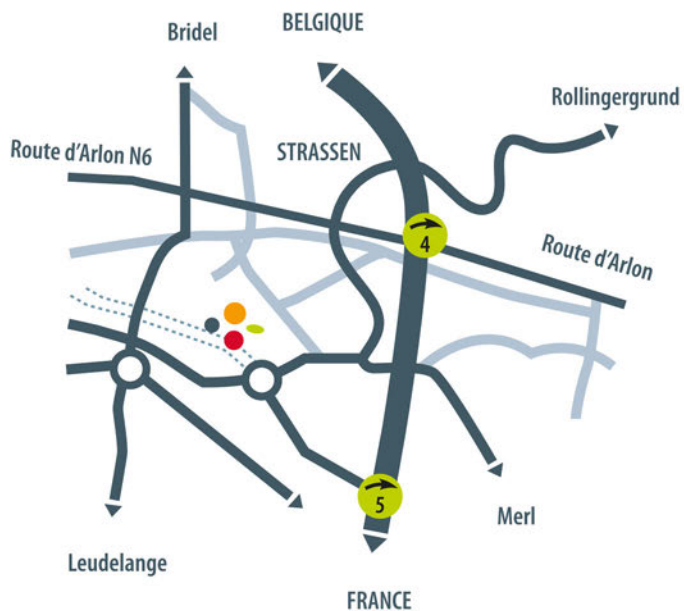 BELGIQUE
Bridel
Rollingergrund
Route d'Arlon N6
STRASSEN
4
Route d'Arlon
5
Merl
Leudelange
FRANCE